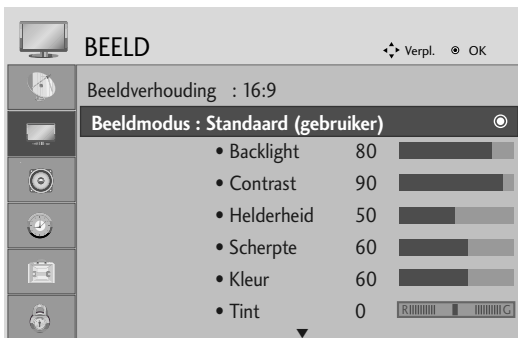 BEELD
Verpl. OK
Beeldverhouding : 16:9
Beeldmodus : Standaard (gebruiker)
• Backlight 80
• Contrast 90
• Helderheid 50
• Scherpte 60
• Kleur 60
• Tint 0 R G